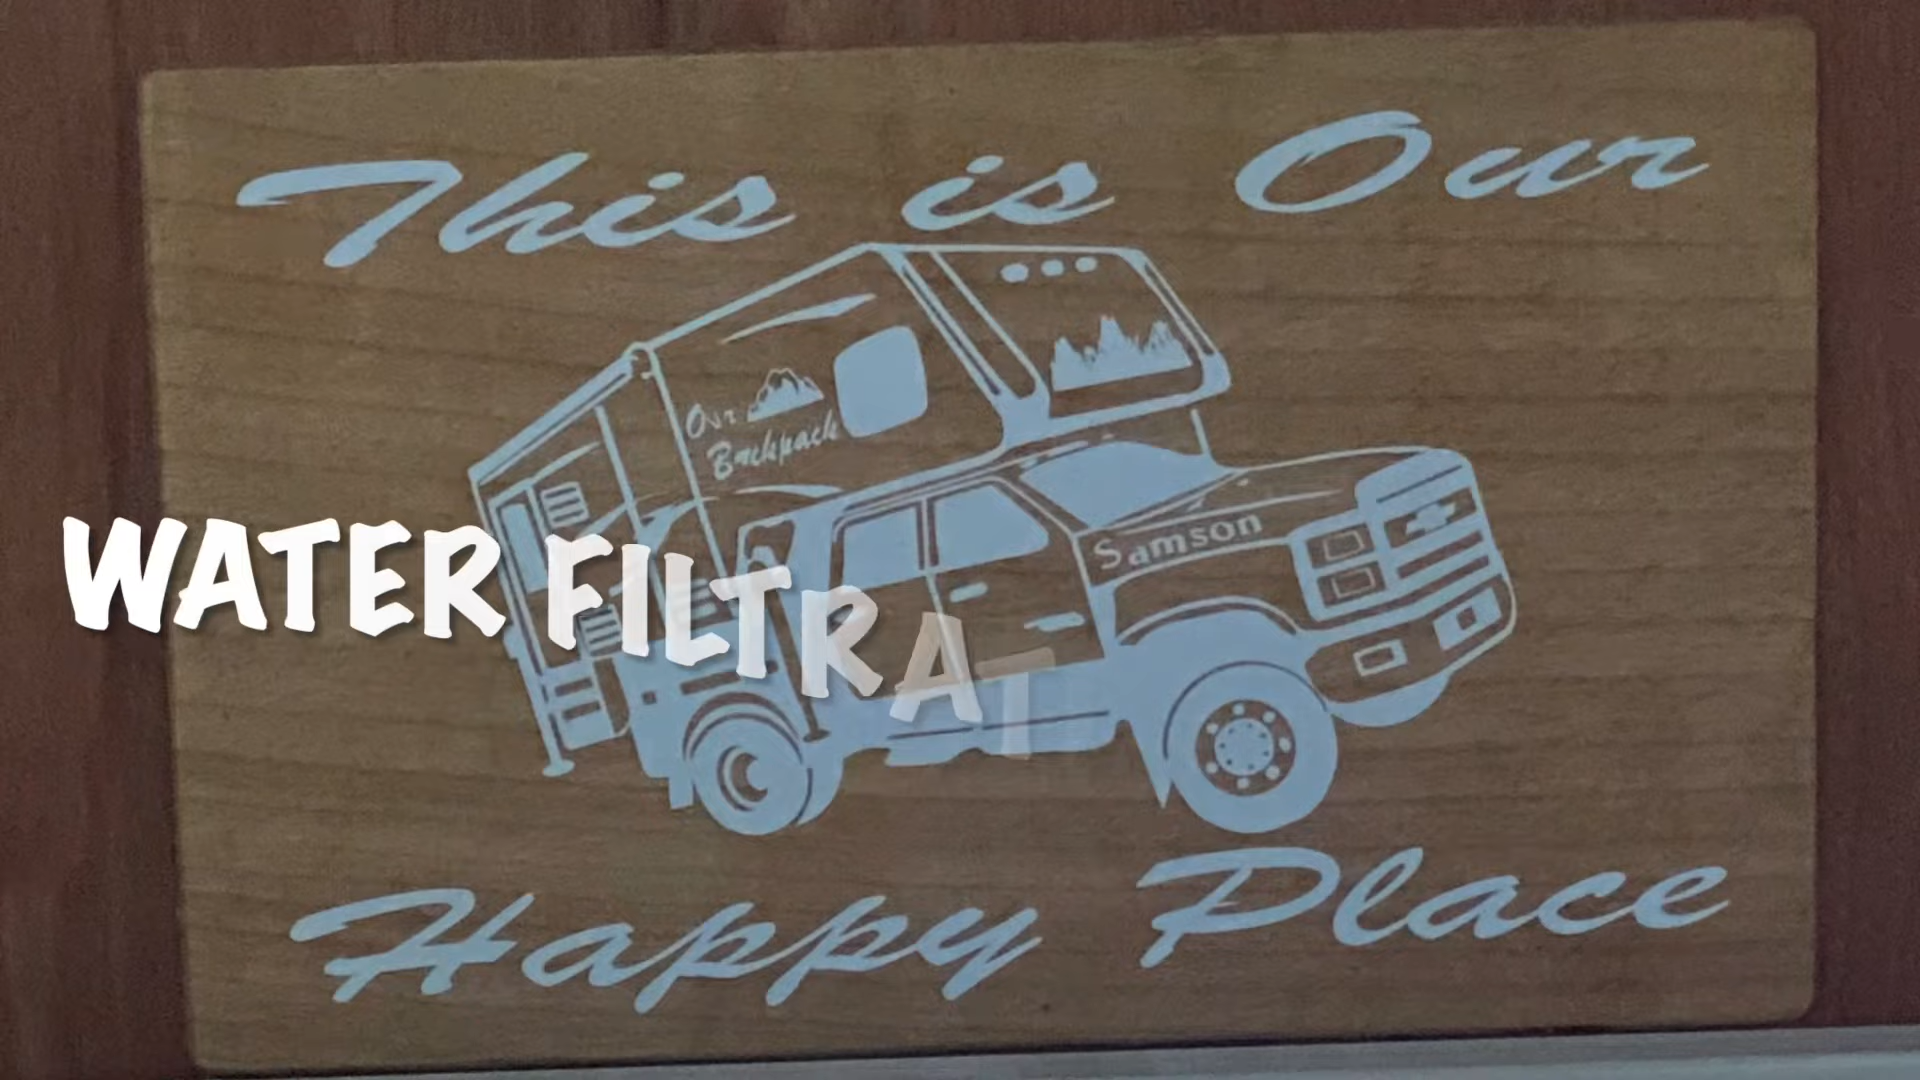 This is Our
Our
Backpack
Samson
WATER FILTRAT
Happy Place